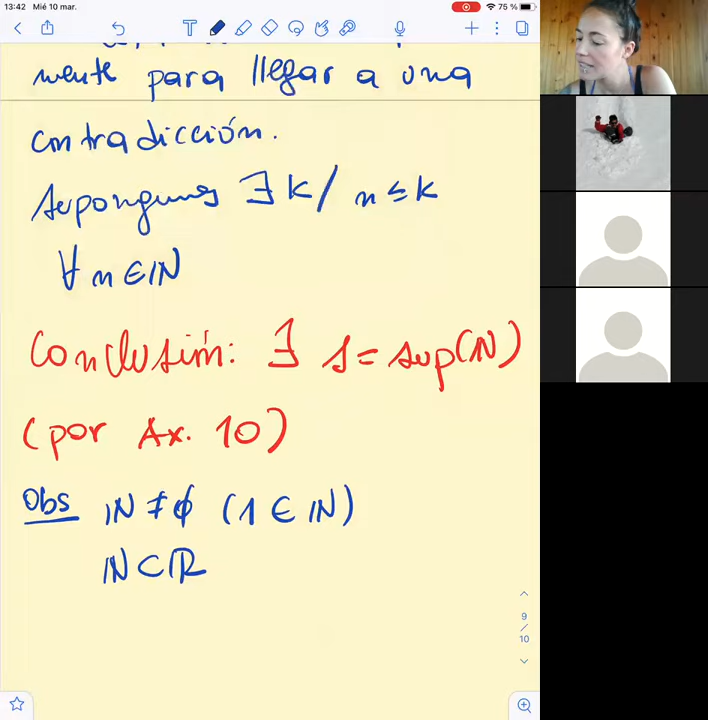 13:42 Mié 10 mar.
75 %
mente para llegar a una
contradicción.
Supongamos ∃ k / n ≤ k
∀ n ∈ ℕ
Conclusión: ∃ s = sup(ℕ)
(por Ax. 10)
Obs ℕ ≠ ∅ (1 ∈ ℕ)
ℕ ⊂ ℝ
9
/
10